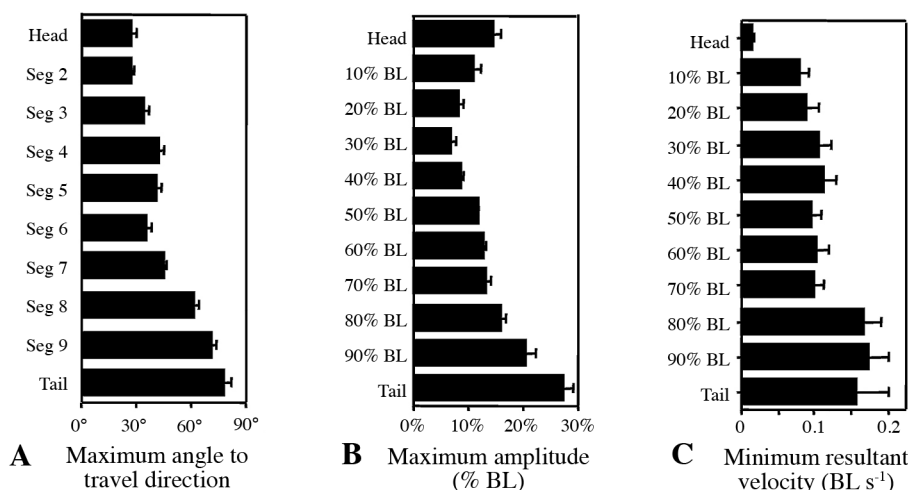 Head
Seg 2
Seg 3
Seg 4
Seg 5
Seg 6
Seg 7
Seg 8
Seg 9
Tail
0° 30° 60° 90°
A Maximum angle to
travel direction
Head
10% BL
20% BL
30% BL
40% BL
50% BL
60% BL
70% BL
80% BL
90% BL
Tail
0% 10% 20% 30%
B Maximum amplitude
(% BL)
Head
10% BL
20% BL
30% BL
40% BL
50% BL
60% BL
70% BL
80% BL
90% BL
Tail
0 0.1 0.2
C Minimum resultant
velocity (BL s⁻¹)